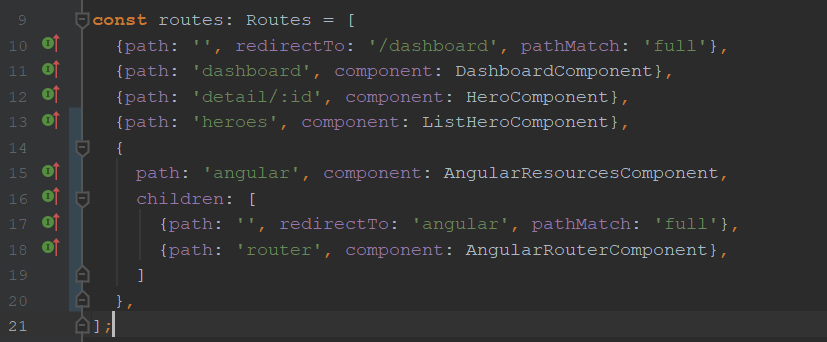 9 const routes: Routes = [
10 {path: '', redirectTo: '/dashboard', pathMatch: 'full'},
11 {path: 'dashboard', component: DashboardComponent},
12 {path: 'detail/:id', component: HeroComponent},
13 {path: 'heroes', component: ListHeroComponent},
14 {
15 path: 'angular', component: AngularResourcesComponent,
16 children: [
17 {path: '', redirectTo: 'angular', pathMatch: 'full'},
18 {path: 'router', component: AngularRouterComponent},
19 ]
20 },
21 ];